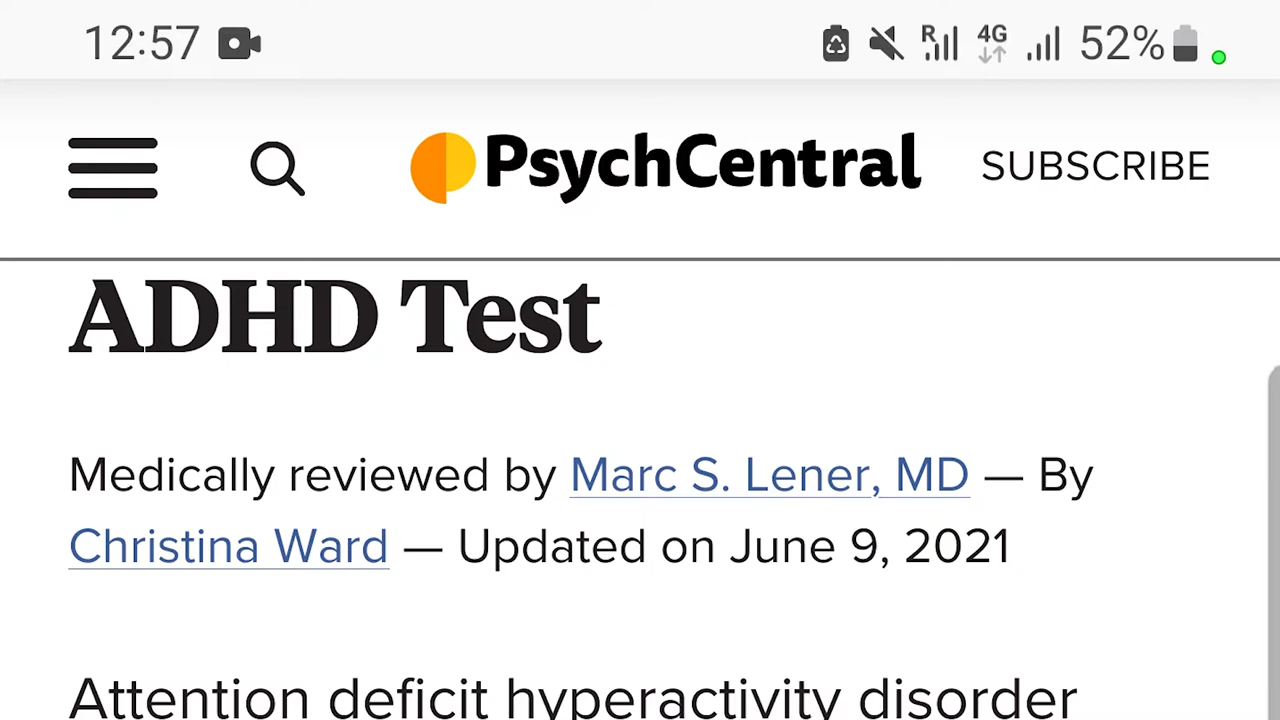 12:57 R 4G 52%
PsychCentral SUBSCRIBE
ADHD Test
Medically reviewed by Marc S. Lener, MD — By
Christina Ward — Updated on June 9, 2021
Attention deficit hyperactivity disorder